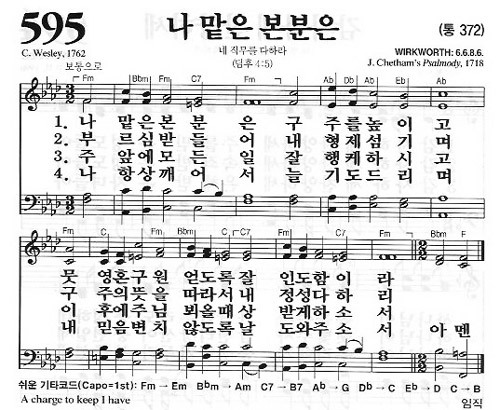 595 나 맡은 본분은 (통 372)
C. Wesley, 1762 네 직무를 다하라 WIRKWORTH: 6.6.8.6.
보통으로 (딤후 4:5) J. Chetham's Psalmody, 1718
Fm Bbm Fm C7 Fm Ab Db Ab Eb Ab
1. 나 맡은본분 은구 주를높이고
2. 부르심받들 어내 형제섬기며
3. 주 앞에모든 일잘 행케하시고
4. 나 항상깨어 서늘 기도드리며
Fm C Fm C C7 Fm C7 Fm Bbm F
뭇 영혼구원 얻도록잘 인도함이라
구 주의뜻을 따라서내 정성다하리
이 후에주님 뵈올때상 받게하소서
내 믿음변치 않도록날 도와주소서 아멘
쉬운 기타코드(Capo=1st): Fm→Em Bbm→Am C7→B7 Ab→G Db→C Eb→D C→B F→E
A charge to keep I have 임직